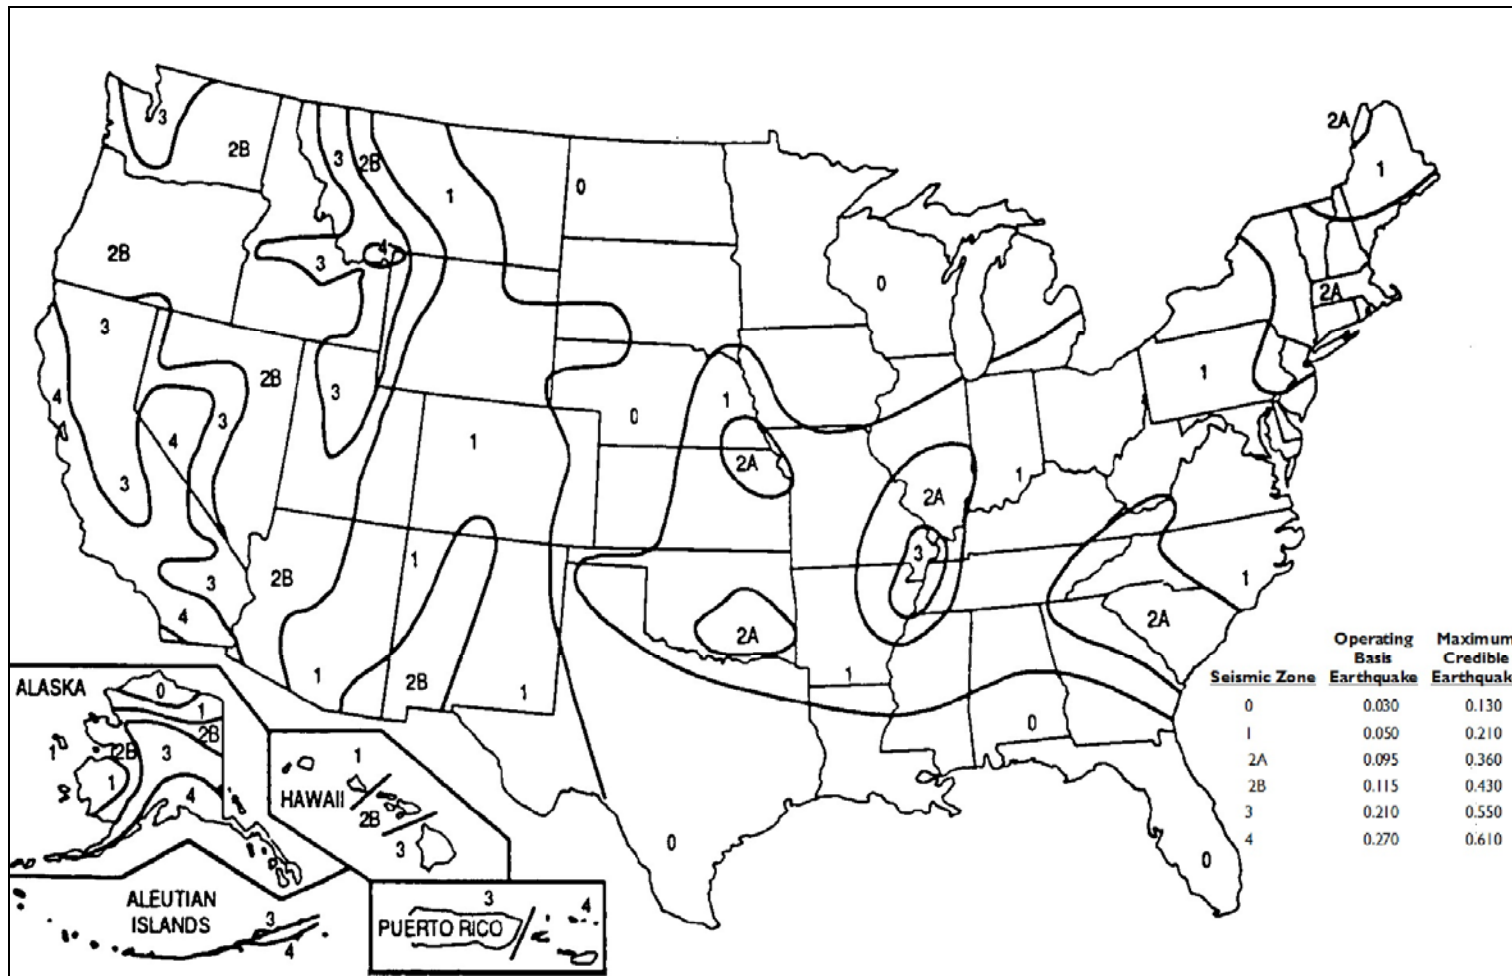 2A
3
3
2B
1
2B
1
0
4
2B
3
0
2A
3
2B
1
4
3
3
1
0
4
1
2A
3
2A
1
1
3
2B
3
1
4
2A
2A
1
2B
1
1
0
0
0
Operating Maximum
Basis Credible
Seismic Zone Earthquake Earthquake
0 0.030 0.130
1 0.050 0.210
2A 0.095 0.360
2B 0.115 0.430
3 0.210 0.550
4 0.270 0.610
ALASKA
0
1
2B
1
2B
3
1
4
1
HAWAII
2B
3
ALEUTIAN
ISLANDS
3
4
3
4
PUERTO RICO